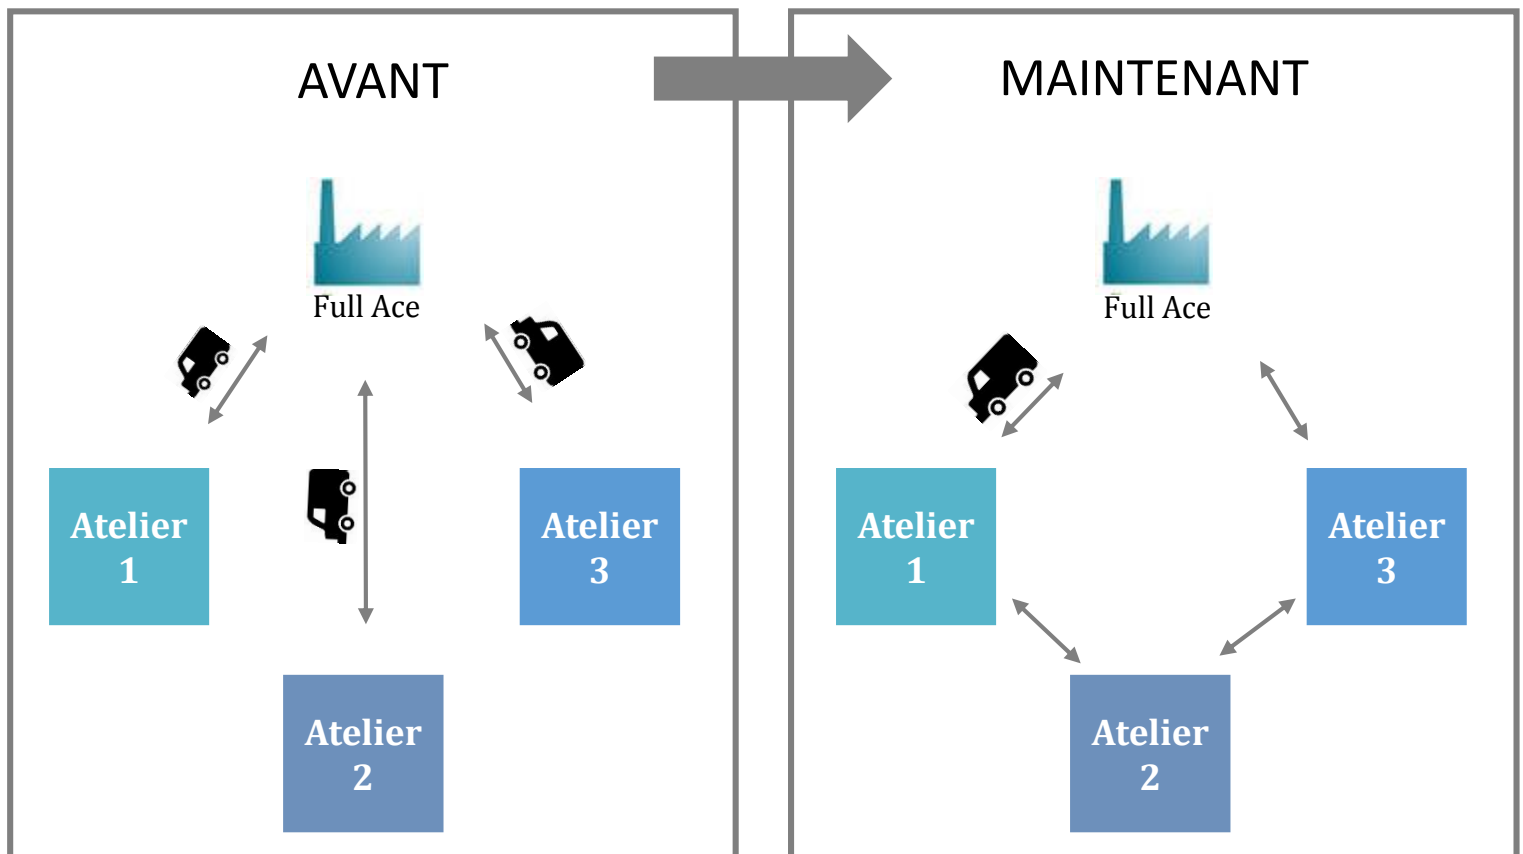 AVANT
Full Ace
Atelier
1
Atelier
3
Atelier
2
MAINTENANT
Full Ace
Atelier
1
Atelier
3
Atelier
2